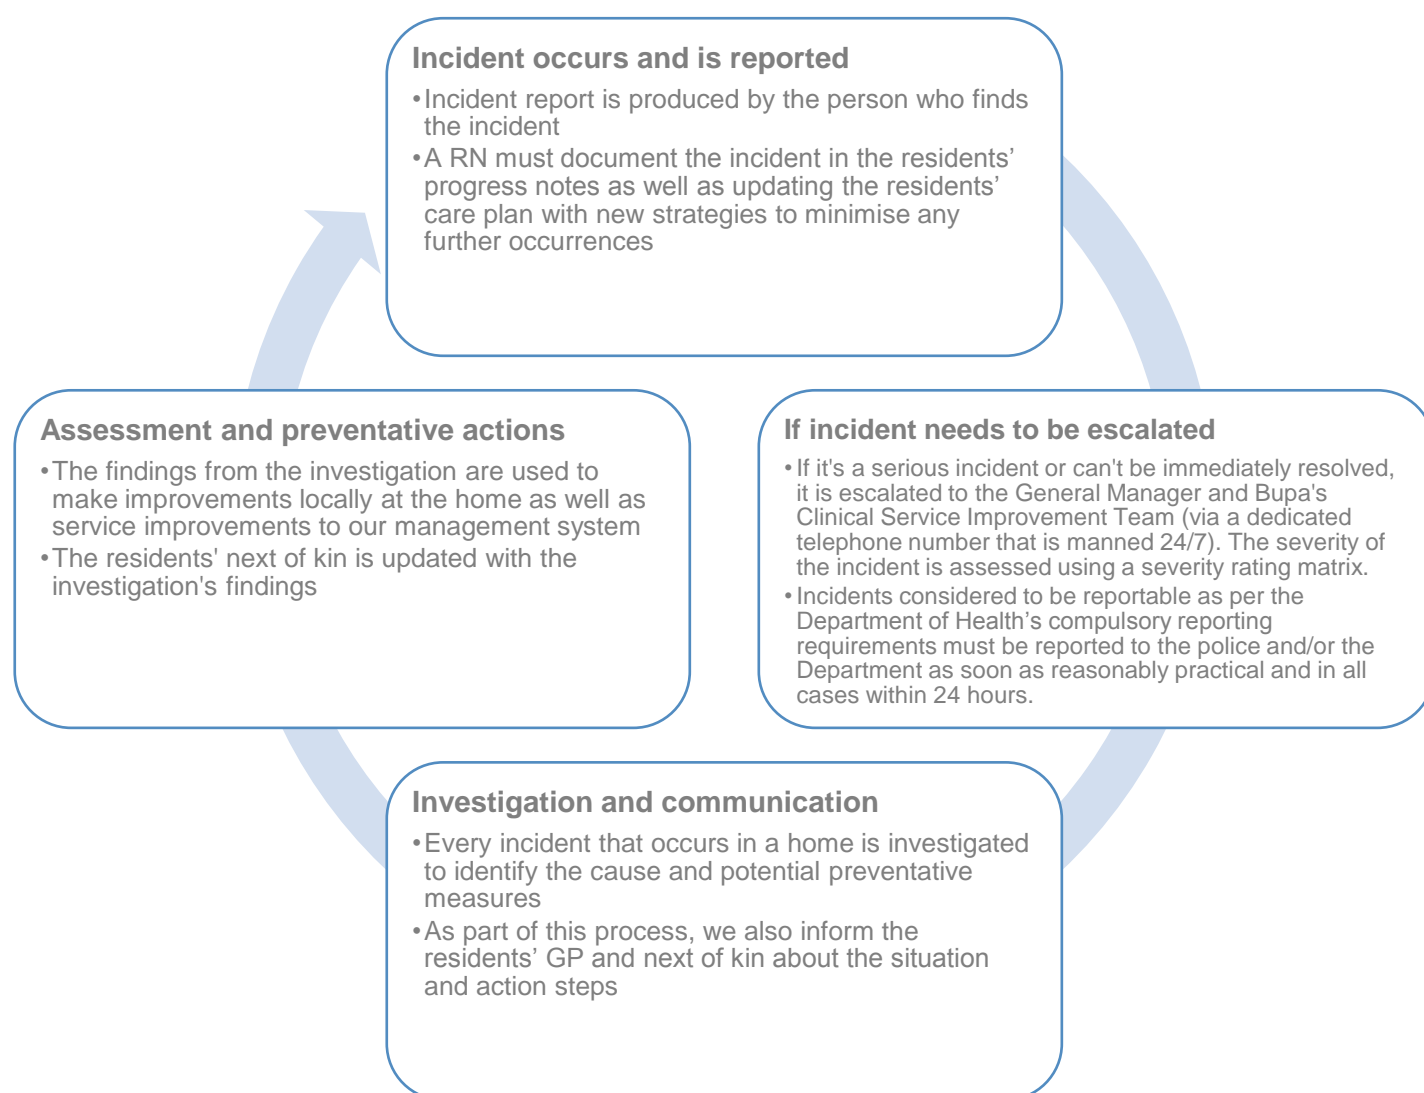 Incident occurs and is reported
•Incident report is produced by the person who finds
the incident
•A RN must document the incident in the residents’
progress notes as well as updating the residents’
care plan with new strategies to minimise any
further occurrences
If incident needs to be escalated
•If it's a serious incident or can't be immediately resolved,
it is escalated to the General Manager and Bupa's
Clinical Service Improvement Team (via a dedicated
telephone number that is manned 24/7). The severity of
the incident is assessed using a severity rating matrix.
•Incidents considered to be reportable as per the
Department of Health’s compulsory reporting
requirements must be reported to the police and/or the
Department as soon as reasonably practical and in all
cases within 24 hours.
Investigation and communication
•Every incident that occurs in a home is investigated
to identify the cause and potential preventative
measures
•As part of this process, we also inform the
residents’ GP and next of kin about the situation
and action steps
Assessment and preventative actions
•The findings from the investigation are used to
make improvements locally at the home as well as
service improvements to our management system
•The residents' next of kin is updated with the
investigation's findings